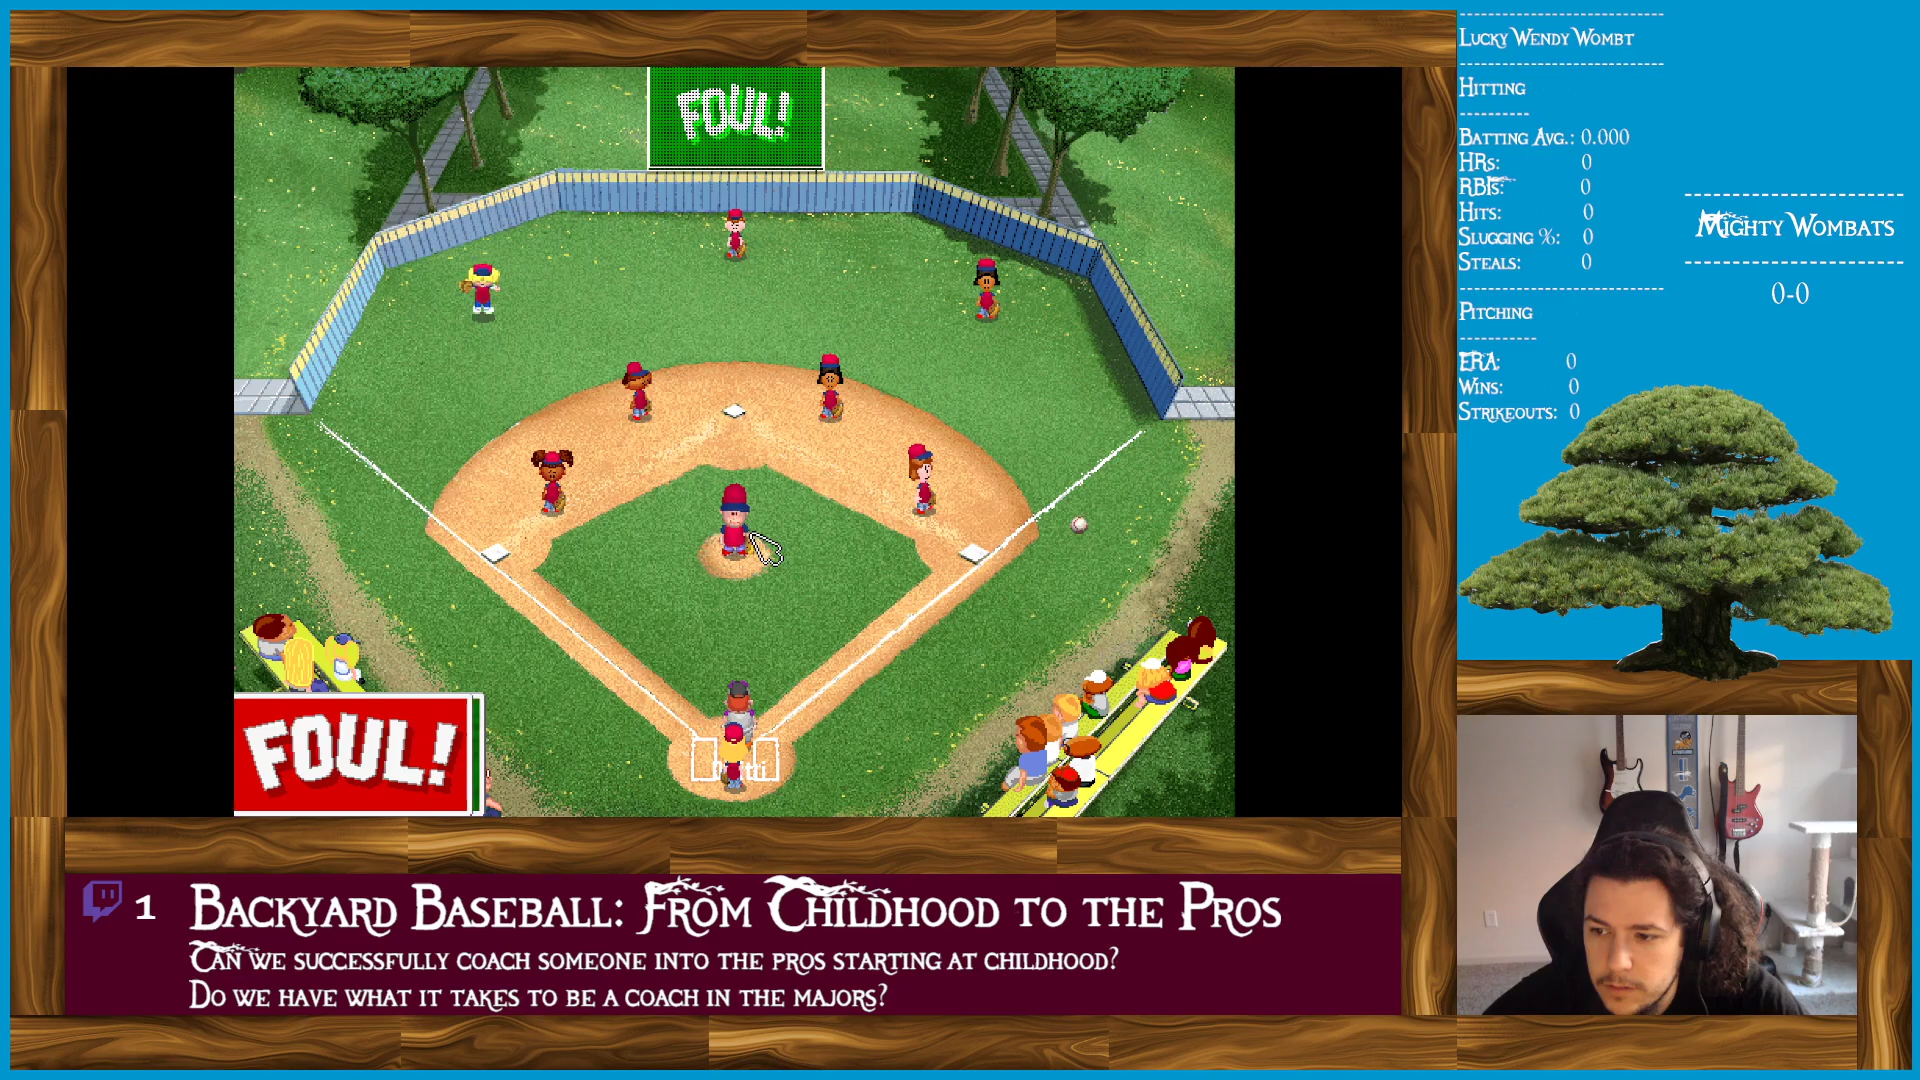 FOUL!
FOUL!
LUCKY WENDY WOMBT
HITTING
BATTING AVG.: 0.000
HRS: 0
RBIS: 0
HITS: 0
SLUGGING %: 0
STEALS: 0
PITCHING
ERA: 0
WINS: 0
STRIKEOUTS: 0
MIGHTY WOMBATS
0-0
1
BACKYARD BASEBALL: FROM CHILDHOOD TO THE PROS
CAN WE SUCCESSFULLY COACH SOMEONE INTO THE PROS STARTING AT CHILDHOOD?
DO WE HAVE WHAT IT TAKES TO BE A COACH IN THE MAJORS?